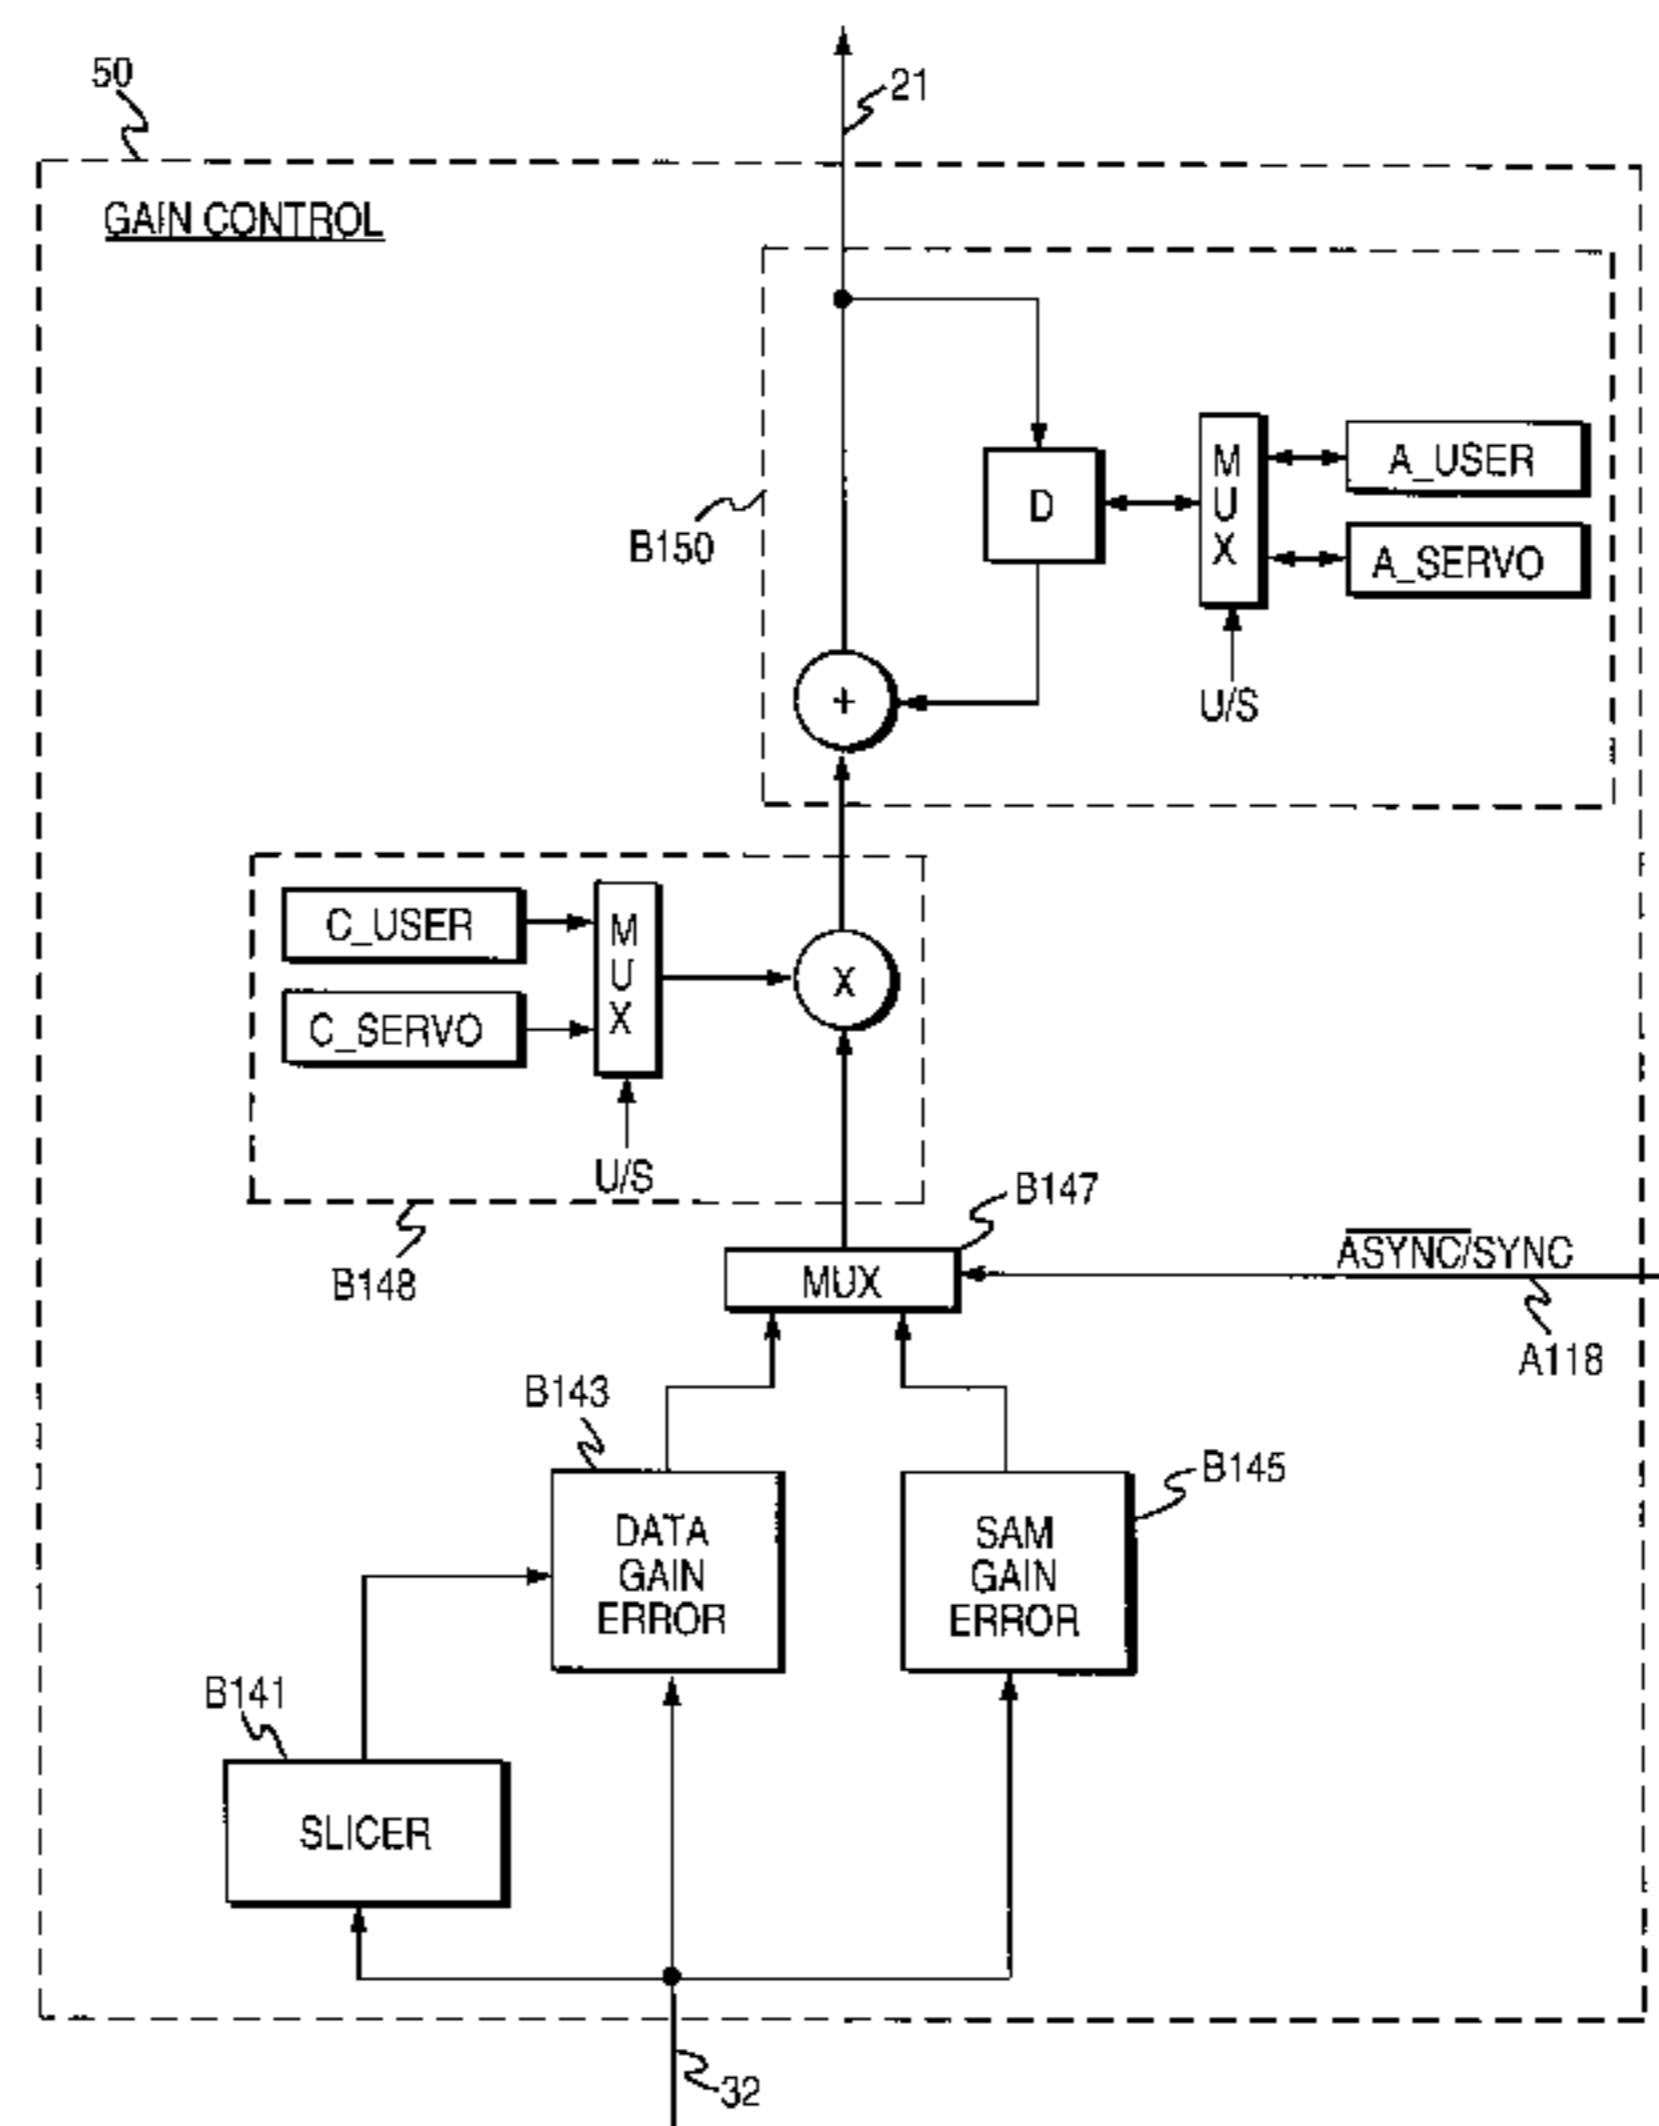 50
21
GAIN CONTROL
M
U
X
A_USER
A_SERVO
D
B150
+
U/S
C_USER
C_SERVO
M
U
X
X
U/S
B147
B148
MUX
ASYNC/SYNC
A118
B143
B145
DATA
GAIN
ERROR
SAM
GAIN
ERROR
B141
SLICER
32